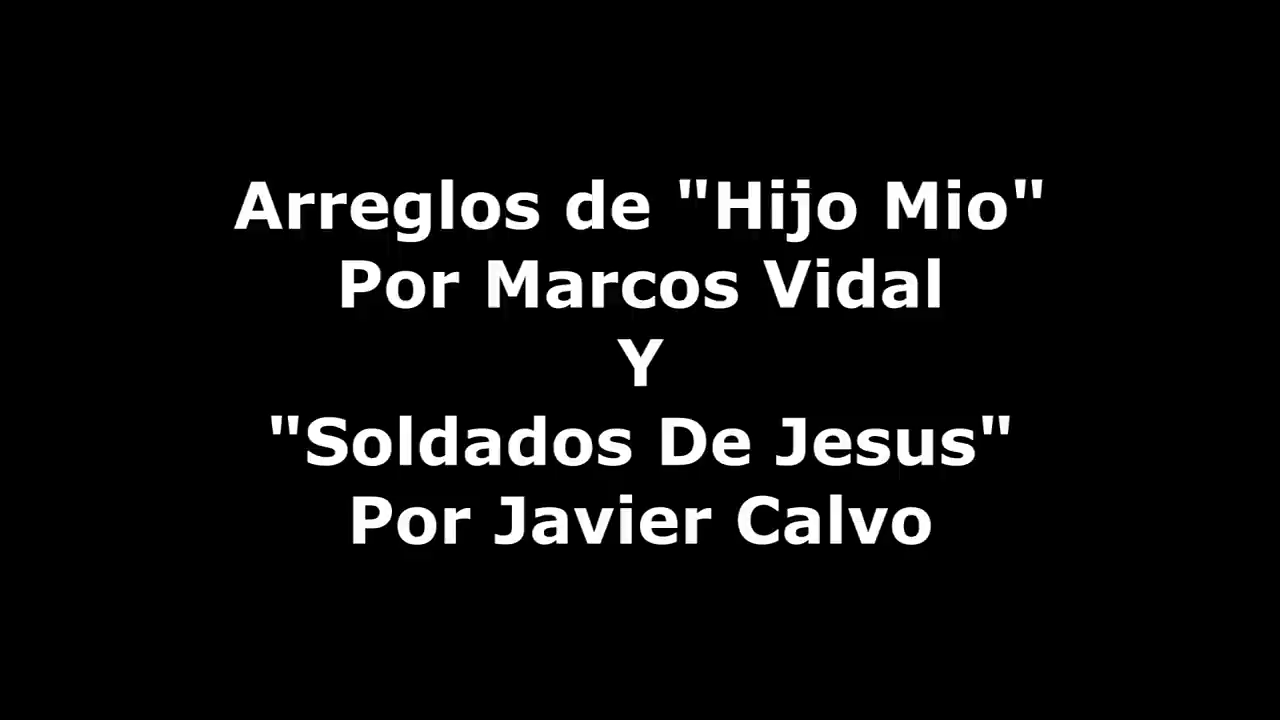 Arreglos de "Hijo Mio"
Por Marcos Vidal
Y
"Soldados De Jesus"
Por Javier Calvo